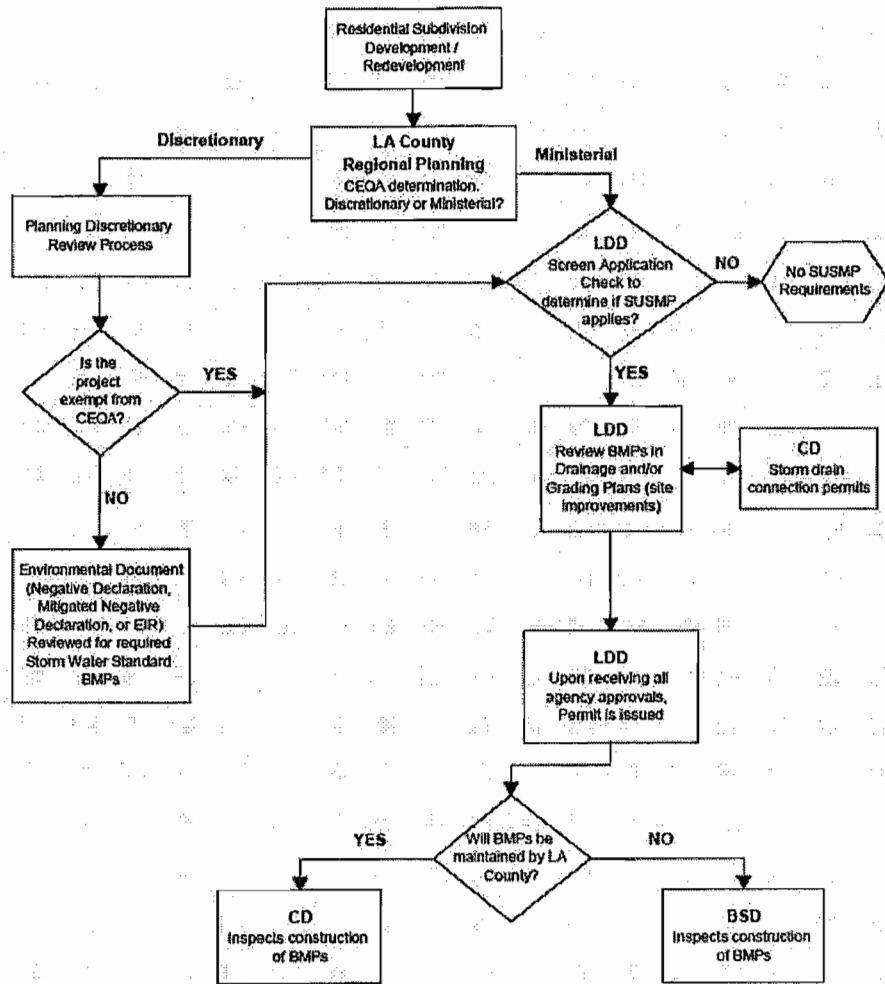 Residential Subdivision
Development /
Redevelopment
Discretionary
LA County
Regional Planning
CEQA determination.
Discretionary or Ministerial?
Ministerial
Planning Discretionary
Review Process
LDD
Screen Application
Check to
determine if SUSMP
applies?
NO
No SUSMP
Requirements
Is the
project
exempt from
CEQA?
YES
YES
LDD
Review BMPs in
Drainage and/or
Grading Plans (site
improvements)
CD
Storm drain
connection permits
NO
Environmental Document
(Negative Declaration,
Mitigated Negative
Declaration, or EIR)
Reviewed for required
Storm Water Standard
BMPs
LDD
Upon receiving all
agency approvals,
Permit is issued
YES
Will BMPs be
maintained by LA
County?
NO
CD
Inspects construction
of BMPs
BSD
Inspects construction
of BMPs